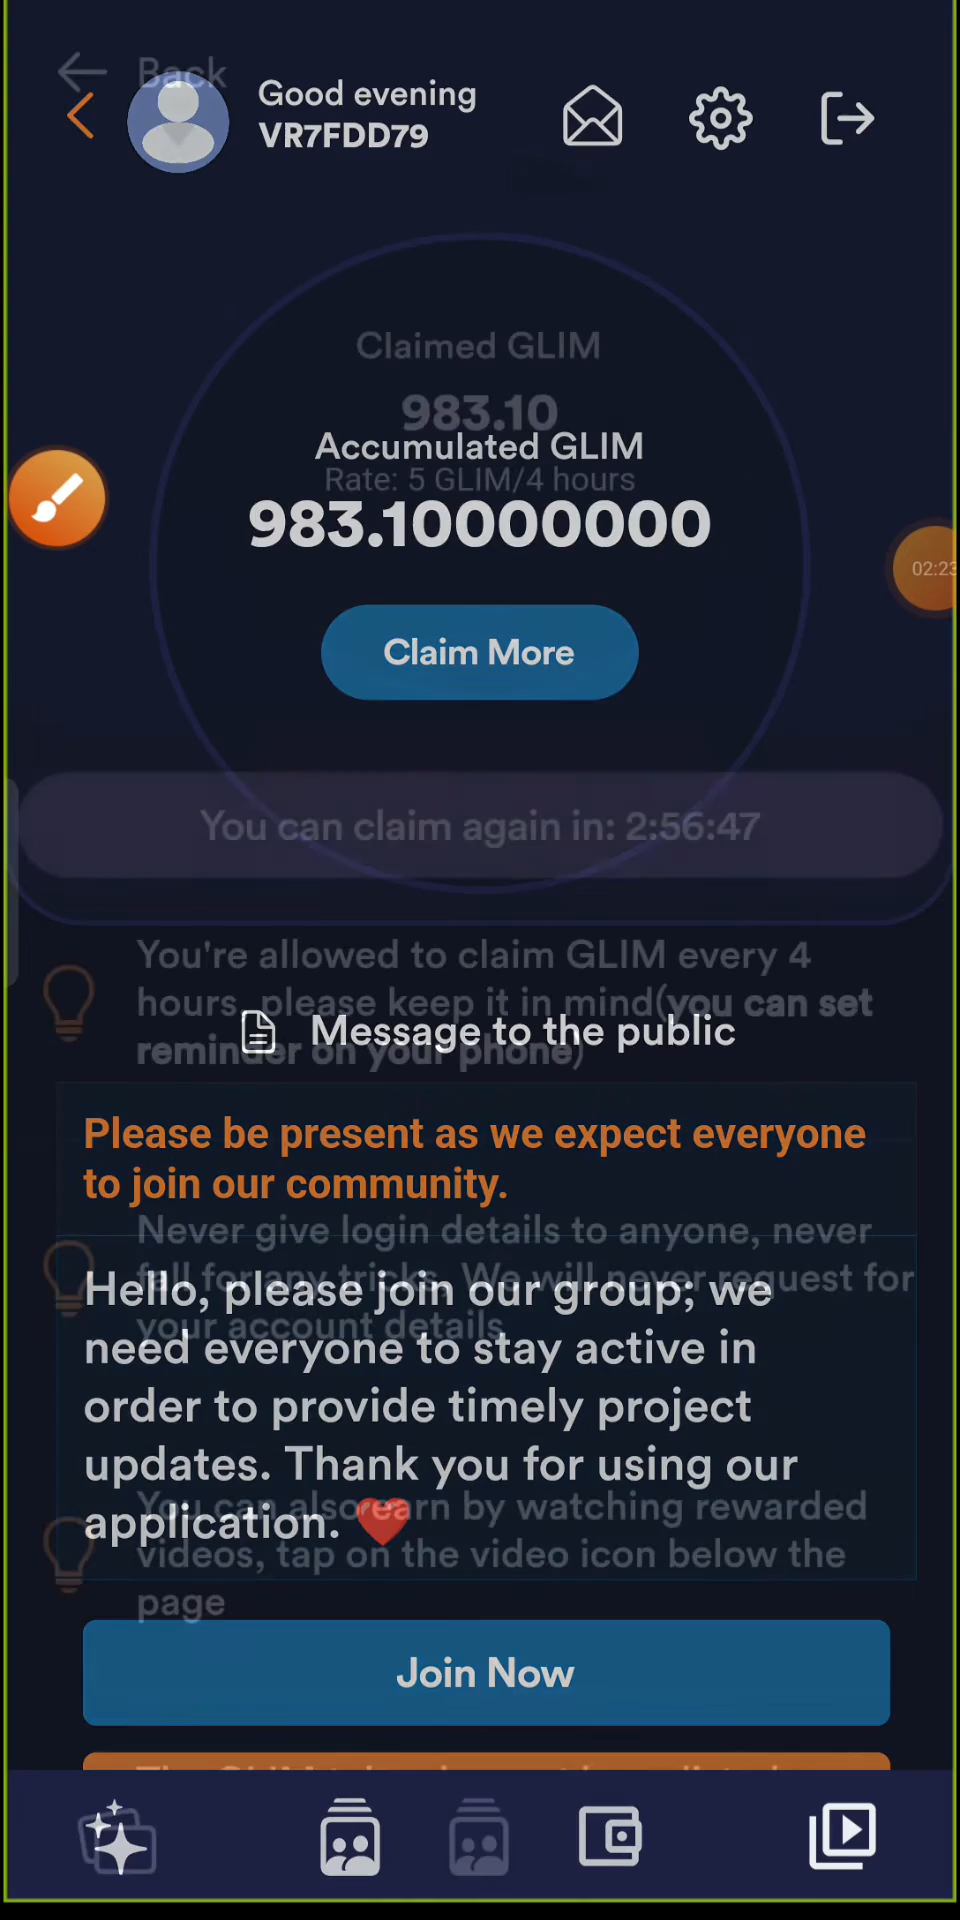 Back
Good evening
VR7FDD79
Claimed GLIM
983.10
Accumulated GLIM
Rate: 5 GLIM/4 hours
983.10000000
02:23
Claim More
You can claim again in: 2:56:47
You're allowed to claim GLIM every 4
hours, please keep it in mind(you can set
reminder on your phone)
Message to the public
Please be present as we expect everyone
to join our community.
Never give login details to anyone, never
fall for any tricks, We will never request for
your account details
Hello, please join our group; we
need everyone to stay active in
order to provide timely project
updates. Thank you for using our
application. ❤️
You can also earn by watching rewarded
videos, tap on the video icon below the
page
Join Now